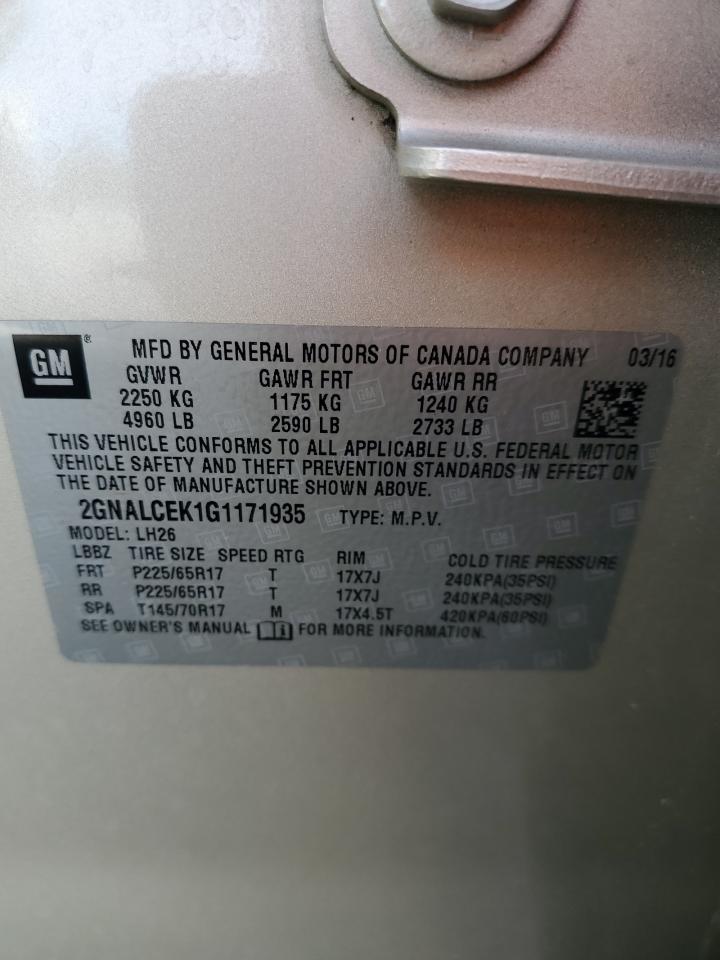 GM® MFD BY GENERAL MOTORS OF CANADA COMPANY 03/16
GVWR GAWR FRT GAWR RR
2250 KG 1175 KG 1240 KG
4960 LB 2590 LB 2733 LB
THIS VEHICLE CONFORMS TO ALL APPLICABLE U.S. FEDERAL MOTOR
VEHICLE SAFETY AND THEFT PREVENTION STANDARDS IN EFFECT ON
THE DATE OF MANUFACTURE SHOWN ABOVE.
2GNALCEK1G1171935 TYPE: M.P.V.
MODEL: LH26
LBBZ TIRE SIZE SPEED RTG RIM COLD TIRE PRESSURE
FRT P225/65R17 T 17X7J 240KPA(35PSI)
RR P225/65R17 T 17X7J 240KPA(35PSI)
SPA T145/70R17 M 17X4.5T 420KPA(60PSI)
SEE OWNER'S MANUAL FOR MORE INFORMATION.